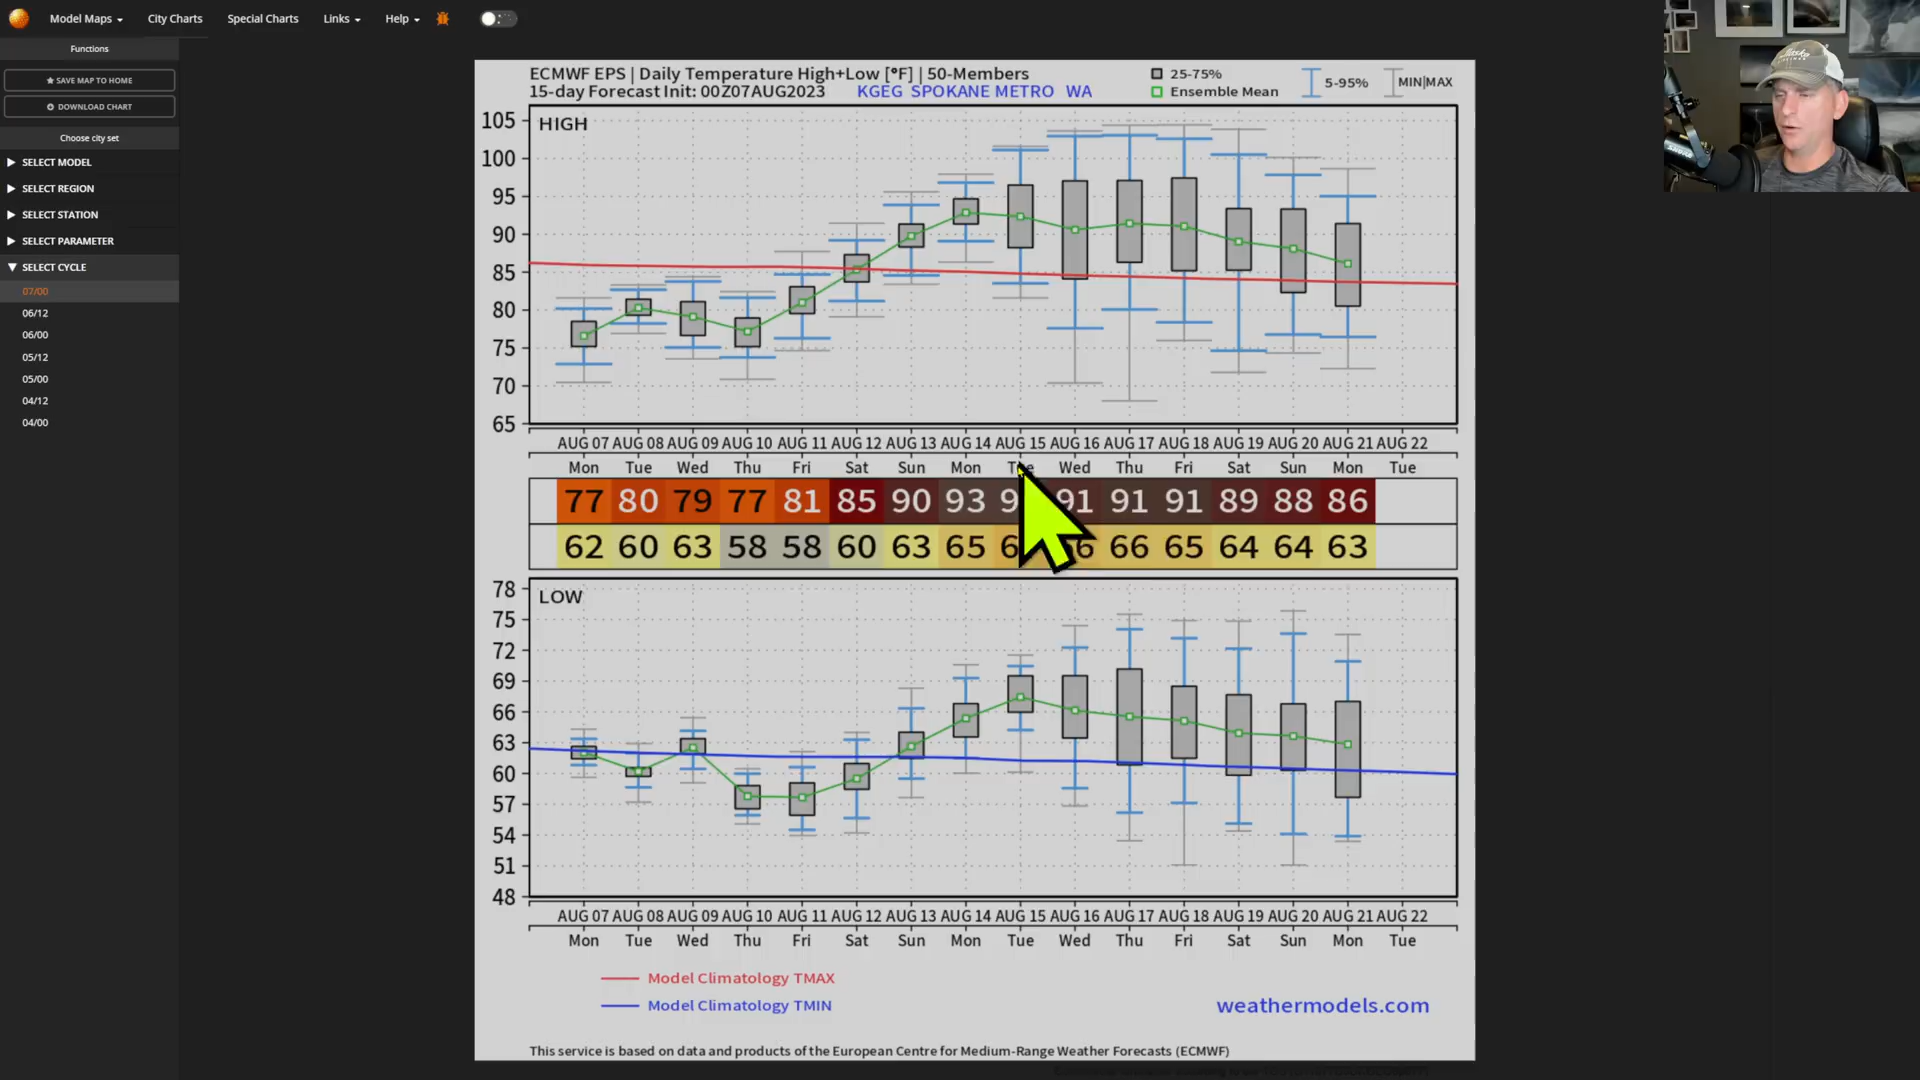 Model Maps City Charts Special Charts Links Help
Functions
SAVE MAP TO HOME
DOWNLOAD CHART
Choose city set
SELECT MODEL
SELECT REGION
SELECT STATION
SELECT PARAMETER
SELECT CYCLE
07/00
06/12
06/00
05/12
05/00
04/12
04/00
ECMWF EPS | Daily Temperature High+Low [°F] | 50-Members
15-day Forecast Init: 00Z07AUG2023 KGEG SPOKANE METRO WA
25-75% 5-95% MIN|MAX
Ensemble Mean
HIGH
105
100
95
90
85
80
75
70
65
AUG 07 AUG 08 AUG 09 AUG 10 AUG 11 AUG 12 AUG 13 AUG 14 AUG 15 AUG 16 AUG 17 AUG 18 AUG 19 AUG 20 AUG 21 AUG 22
Mon Tue Wed Thu Fri Sat Sun Mon Tue Wed Thu Fri Sat Sun Mon Tue
77 80 79 77 81 85 90 93 91 91 91 89 88 86
62 60 63 58 58 60 63 65 66 66 65 64 64 63
LOW
78
75
72
69
66
63
60
57
54
51
48
AUG 07 AUG 08 AUG 09 AUG 10 AUG 11 AUG 12 AUG 13 AUG 14 AUG 15 AUG 16 AUG 17 AUG 18 AUG 19 AUG 20 AUG 21 AUG 22
Mon Tue Wed Thu Fri Sat Sun Mon Tue Wed Thu Fri Sat Sun Mon Tue
Model Climatology TMAX
Model Climatology TMIN
weathermodels.com
This service is based on data and products of the European Centre for Medium-Range Weather Forecasts (ECMWF)